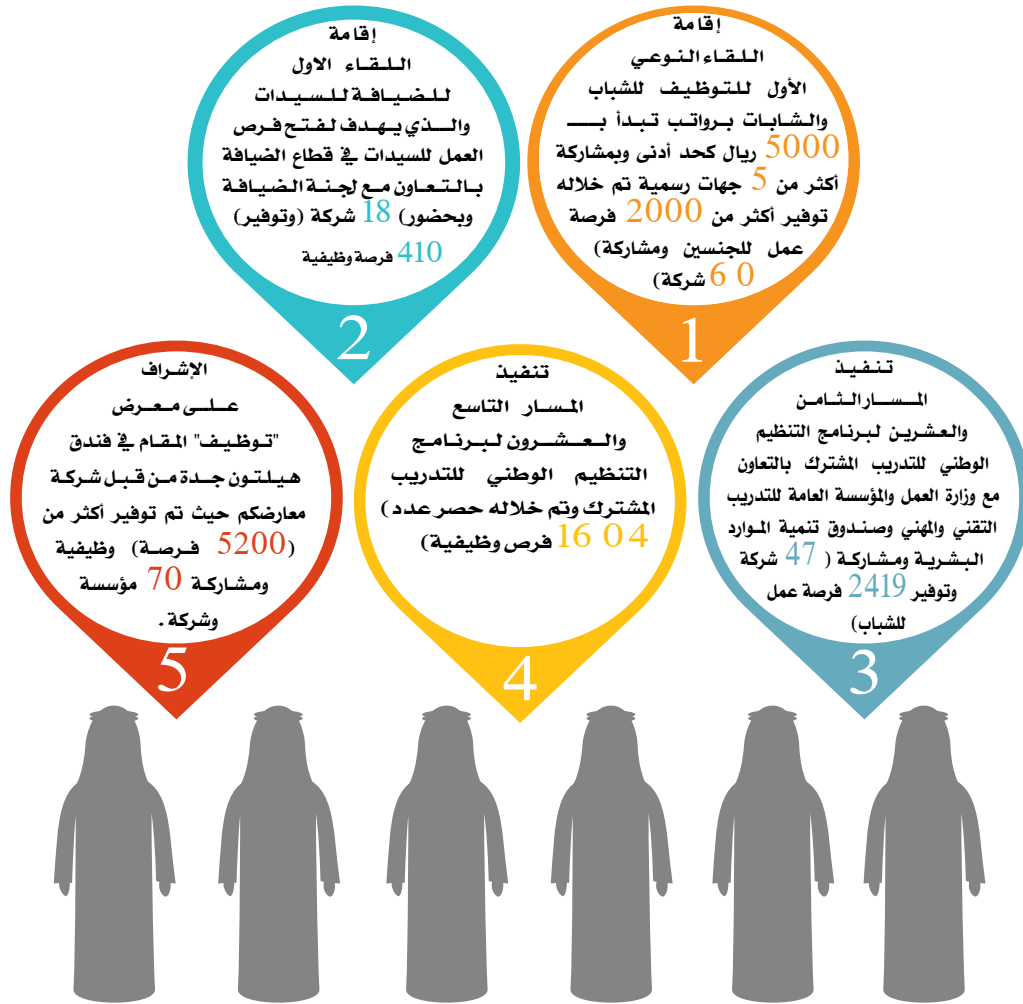 إقامة
اللقاء النوعي
الأول للتوظيف للشباب
والشابات برواتب تبدأ بـــ
5000 ريال كحد أدنى وبمشاركة
أكثر من 5 جهات رسمية تم خلاله
توفير أكثر من 2000 فرصة
عمل للجنسين ومشاركة)
6 0 شركة)
1
إقامة
اللقاء الاول
للضيافة للسيدات
والذي يهدف لفتح فرص
العمل للسيدات في قطاع الضيافة
بالتعاون مع لجنة الضيافة
وبحضور) 18 شركة (وتوفير)
410 فرصة وظيفية
2
تنفيذ
المسار الثامن
والعشرين لبرنامج التنظيم
الوطني للتدريب المشترك بالتعاون
مع وزارة العمل والمؤسسة العامة للتدريب
التقني والمهني وصندوق تنمية الموارد
البشرية ومشاركة ( 47 شركة
وتوفير 2419 فرصة عمل
للشباب)
3
تنفيذ
المسار التاسع
والعشرون لبرنامج
التنظيم الوطني للتدريب
المشترك وتم خلاله حصر عدد )
16 0 4 فرص وظيفية)
4
الإشراف
على معرض
"توظيف" المقام في فندق
هيلتون جدة من قبل شركة
معارضكم حيث تم توفير أكثر من
(5200 فرصة) وظيفية
ومشاركة 70 مؤسسة
وشركة .
5